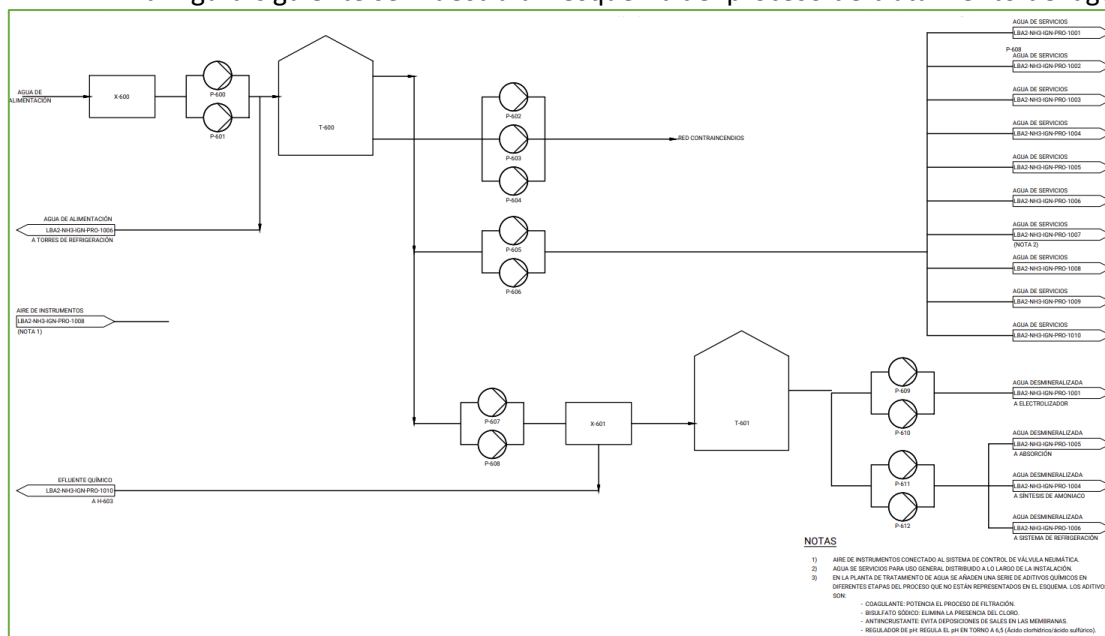 AGUA DE SERVICIOS
LBA2-NH3-IGN-PRO-1001
P-608
AGUA DE SERVICIOS
LBA2-NH3-IGN-PRO-1002
AGUA DE SERVICIOS
LBA2-NH3-IGN-PRO-1003
AGUA DE SERVICIOS
LBA2-NH3-IGN-PRO-1004
AGUA DE SERVICIOS
LBA2-NH3-IGN-PRO-1005
AGUA DE SERVICIOS
LBA2-NH3-IGN-PRO-1006
AGUA DE SERVICIOS
LBA2-NH3-IGN-PRO-1007
(NOTA 2)
AGUA DE SERVICIOS
LBA2-NH3-IGN-PRO-1008
AGUA DE SERVICIOS
LBA2-NH3-IGN-PRO-1009
AGUA DE SERVICIOS
LBA2-NH3-IGN-PRO-1010
AGUA DE
ALIMENTACIÓN
X-600
P-600
P-601
T-600
P-602
P-603
P-604
RED CONTRAINCENDIOS
AGUA DE ALIMENTACIÓN
LBA2-NH3-IGN-PRO-1006
A TORRES DE REFRIGERACIÓN
P-605
P-606
AIRE DE INSTRUMENTOS
LBA2-NH3-IGN-PRO-1008
(NOTA 1)
P-607
P-608
X-601
T-601
P-609
P-610
P-611
P-612
AGUA DESMINERALIZADA
LBA2-NH3-IGN-PRO-1001
A ELECTROLIZADOR
AGUA DESMINERALIZADA
LBA2-NH3-IGN-PRO-1005
A ABSORCIÓN
AGUA DESMINERALIZADA
LBA2-NH3-IGN-PRO-1004
A SÍNTESIS DE AMONIACO
AGUA DESMINERALIZADA
LBA2-NH3-IGN-PRO-1006
A SISTEMA DE REFRIGERACIÓN
EFLUENTE QUÍMICO
LBA2-NH3-IGN-PRO-1010
A H-603
NOTAS
1) AIRE DE INSTRUMENTOS CONECTADO AL SISTEMA DE CONTROL DE VÁLVULA NEUMÁTICA.
2) AGUA SE SERVICIOS PARA USO GENERAL DISTRIBUIDO A LO LARGO DE LA INSTALACIÓN.
3) EN LA PLANTA DE TRATAMIENTO DE AGUA SE AÑADEN UNA SERIE DE ADITIVOS QUÍMICOS EN
DIFERENTES ETAPAS DEL PROCESO QUE NO ESTÁN REPRESENTADOS EN EL ESQUEMA. LOS ADITIVOS
SON:
- COAGULANTE: POTENCIA EL PROCESO DE FILTRACIÓN.
- BISULFATO SÓDICO: ELIMINA LA PRESENCIA DEL CLORO.
- ANTIINCRUSTANTE: EVITA DEPOSICIONES DE SALES EN LAS MEMBRANAS.
- REGULADOR DE pH: REGULA EL pH EN TORNO A 6,5 (Ácido clorhídrico/ácido sulfúrico).